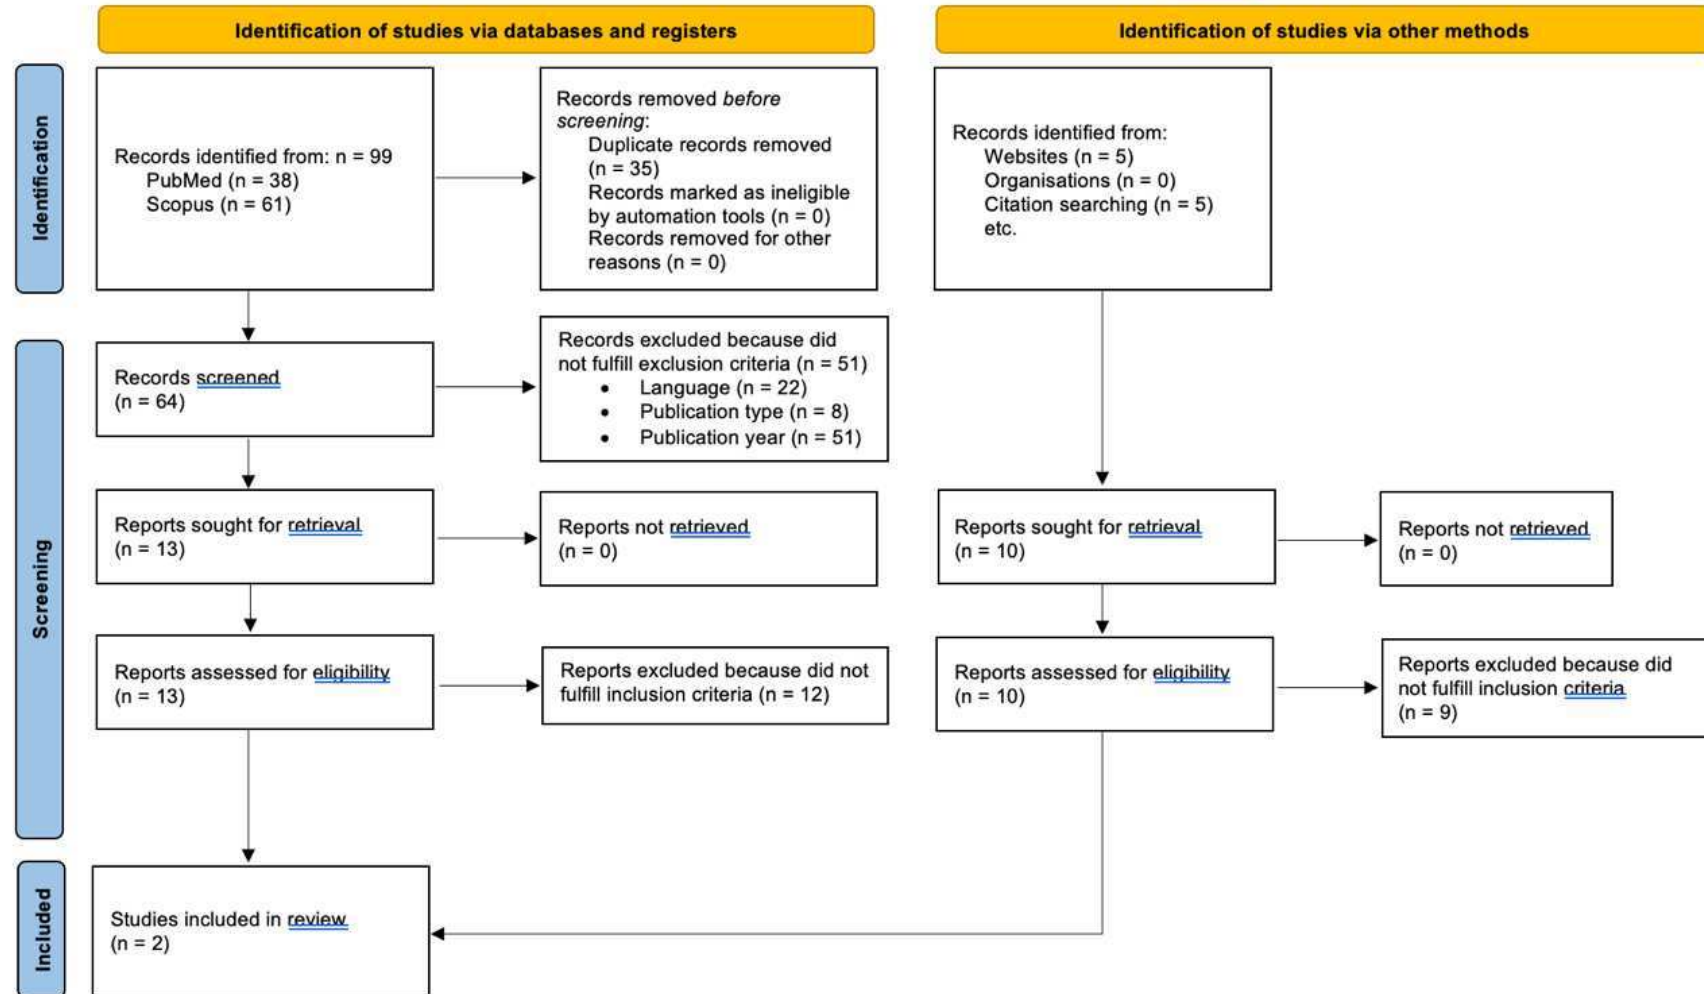 Identification of studies via databases and registers
Identification of studies via other methods
Identification
Records identified from: n = 99
PubMed (n = 38)
Scopus (n = 61)
Records removed before
screening:
Duplicate records removed
(n = 35)
Records marked as ineligible
by automation tools (n = 0)
Records removed for other
reasons (n = 0)
Records identified from:
Websites (n = 5)
Organisations (n = 0)
Citation searching (n = 5)
etc.
Screening
Records screened
(n = 64)
Records excluded because did
not fulfill exclusion criteria (n = 51)
• Language (n = 22)
• Publication type (n = 8)
• Publication year (n = 51)
Reports sought for retrieval
(n = 13)
Reports not retrieved
(n = 0)
Reports sought for retrieval
(n = 10)
Reports not retrieved
(n = 0)
Reports assessed for eligibility
(n = 13)
Reports excluded because did not
fulfill inclusion criteria (n = 12)
Reports assessed for eligibility
(n = 10)
Reports excluded because did
not fulfill inclusion criteria
(n = 9)
Included
Studies included in review
(n = 2)